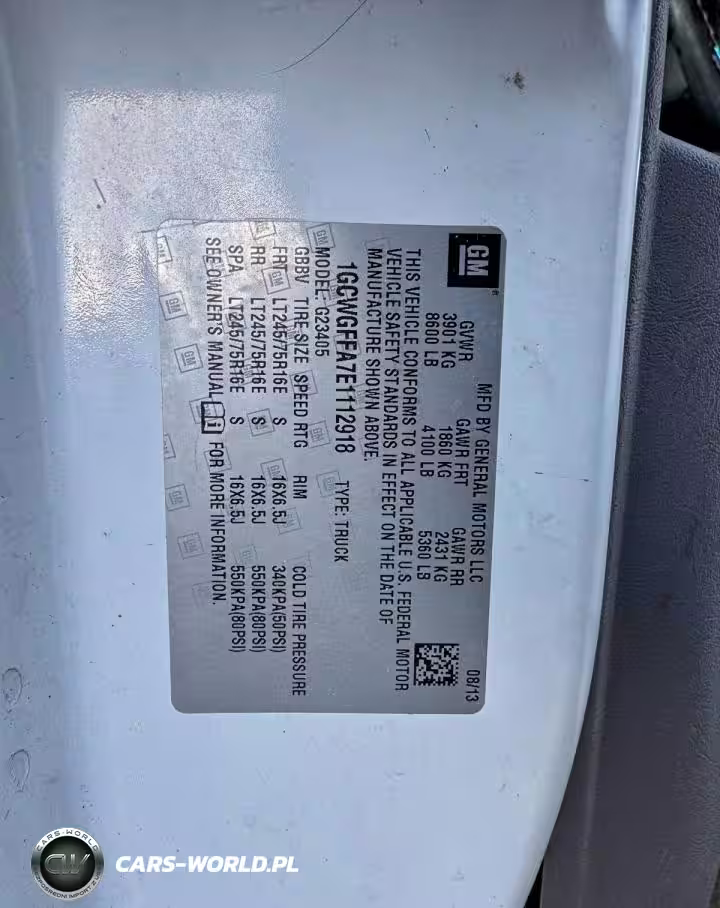 GM
MFD BY GENERAL MOTORS LLC 08/13
GVWR GAWR FRT GAWR RR
3901 KG 1860 KG 2431 KG
8600 LB 4100 LB 5360 LB
THIS VEHICLE CONFORMS TO ALL APPLICABLE U.S. FEDERAL MOTOR
VEHICLE SAFETY STANDARDS IN EFFECT ON THE DATE OF
MANUFACTURE SHOWN ABOVE.
1GCWGFFA7E1112918 TYPE: TRUCK
MODEL: G23405
GBBV TIRE SIZE SPEED RTG RIM COLD TIRE PRESSURE
FRT LT245/75R16E S 16X6.5J 340KPA(50PSI)
RR LT245/75R16E S 16X6.5J 550KPA(80PSI)
SPA LT245/75R16E S 16X6.5J 550KPA(80PSI)
SEE OWNER'S MANUAL FOR MORE INFORMATION.
CARS-WORLD
CARS-WORLD.PL